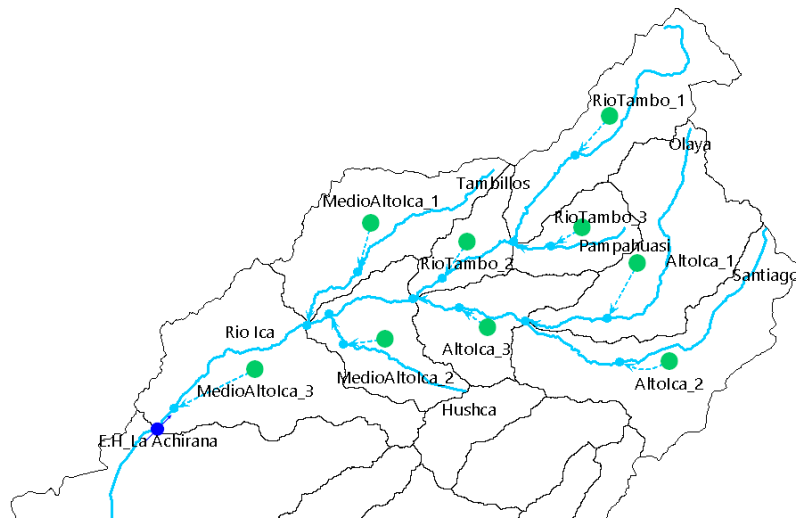 RioTambo_1
Olaya
Tambillos
MedioAltoIca_1
RioTambo_3
Pampahuasi
RioTambo_2
AltoIca_1
Santiago
Rio Ica
AltoIca_3
MedioAltoIca_2
AltoIca_2
MedioAltoIca_3
Hushca
E.H_La Achirana